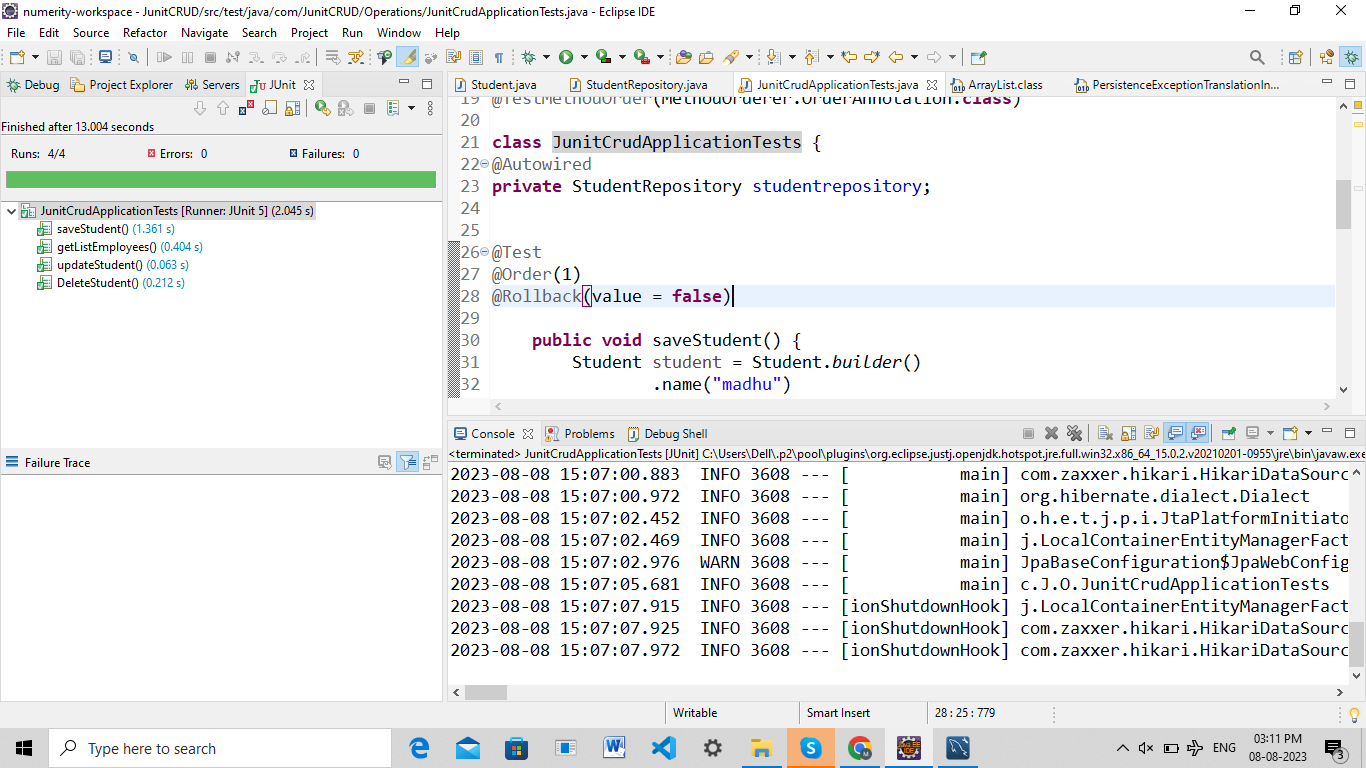 numerity-workspace - JunitCRUD/src/test/java/com/JunitCRUD/Operations/JunitCrudApplicationTests.java - Eclipse IDE
File Edit Source Refactor Navigate Search Project Run Window Help
Debug Project Explorer Servers JUnit
Finished after 13.004 seconds
Runs: 4/4 Errors: 0 Failures: 0
JunitCrudApplicationTests [Runner: JUnit 5] (2.045 s)
saveStudent() (1.361 s)
getListEmployees() (0.404 s)
updateStudent() (0.063 s)
DeleteStudent() (0.212 s)
Failure Trace
Student.java StudentRepository.java JunitCrudApplicationTests.java ArrayList.class PersistenceExceptionTranslationIn...
19 @TestMethodOrder(MethodOrderer.OrderAnnotation.class)
20
21 class JunitCrudApplicationTests {
22 @Autowired
23 private StudentRepository studentrepository;
24
25
26 @Test
27 @Order(1)
28 @Rollback(value = false)
29
30 public void saveStudent() {
31 Student student = Student.builder()
32 .name("madhu")
Console Problems Debug Shell
<terminated> JunitCrudApplicationTests [JUnit] C:\Users\Dell\.p2\pool\plugins\org.eclipse.justj.openjdk.hotspot.jre.full.win32.x86_64_15.0.2.v20210201-0955\jre\bin\javaw.exe
2023-08-08 15:07:00.883 INFO 3608 --- [ main] com.zaxxer.hikari.HikariDataSourc
2023-08-08 15:07:00.972 INFO 3608 --- [ main] org.hibernate.dialect.Dialect
2023-08-08 15:07:02.452 INFO 3608 --- [ main] o.h.e.t.j.p.i.JtaPlatformInitiato
2023-08-08 15:07:02.469 INFO 3608 --- [ main] j.LocalContainerEntityManagerFact
2023-08-08 15:07:02.976 WARN 3608 --- [ main] JpaBaseConfiguration$JpaWebConfig
2023-08-08 15:07:05.681 INFO 3608 --- [ main] c.J.O.JunitCrudApplicationTests
2023-08-08 15:07:07.915 INFO 3608 --- [ionShutdownHook] j.LocalContainerEntityManagerFact
2023-08-08 15:07:07.925 INFO 3608 --- [ionShutdownHook] com.zaxxer.hikari.HikariDataSourc
2023-08-08 15:07:07.972 INFO 3608 --- [ionShutdownHook] com.zaxxer.hikari.HikariDataSourc
Writable Smart Insert 28 : 25 : 779
Type here to search
ENG 03:11 PM
08-08-2023
3